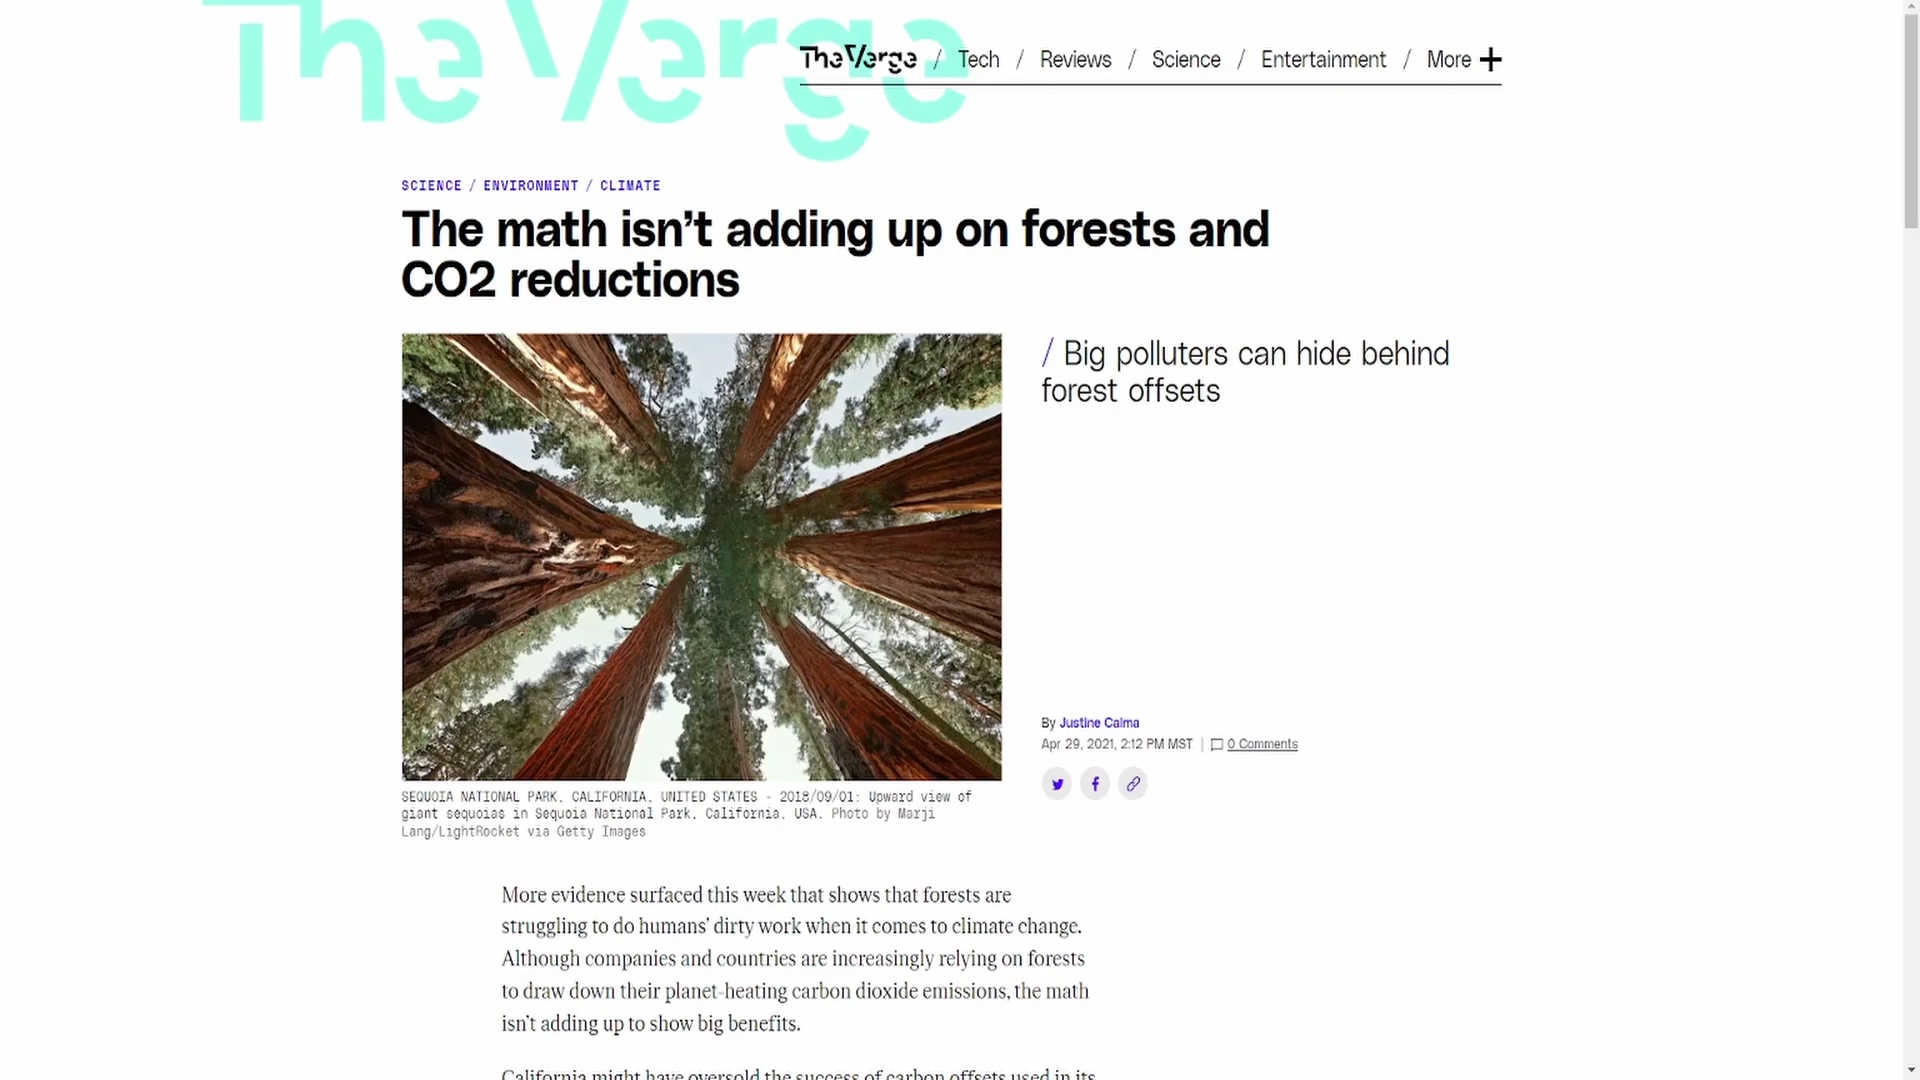 The Verge
The Verge / Tech / Reviews / Science / Entertainment / More
SCIENCE / ENVIRONMENT / CLIMATE
The math isn't adding up on forests and
CO2 reductions
/ Big polluters can hide behind
forest offsets
By Justine Calma
Apr 29, 2021, 2:12 PM MST | 0 Comments
SEQUOIA NATIONAL PARK, CALIFORNIA, UNITED STATES - 2018/09/01: Upward view of
giant sequoias in Sequoia National Park, California, USA. Photo by Marji
Lang/LightRocket via Getty Images
More evidence surfaced this week that shows that forests are
struggling to do humans' dirty work when it comes to climate change.
Although companies and countries are increasingly relying on forests
to draw down their planet-heating carbon dioxide emissions, the math
isn't adding up to show big benefits.
California might have oversold the success of carbon offsets used in its